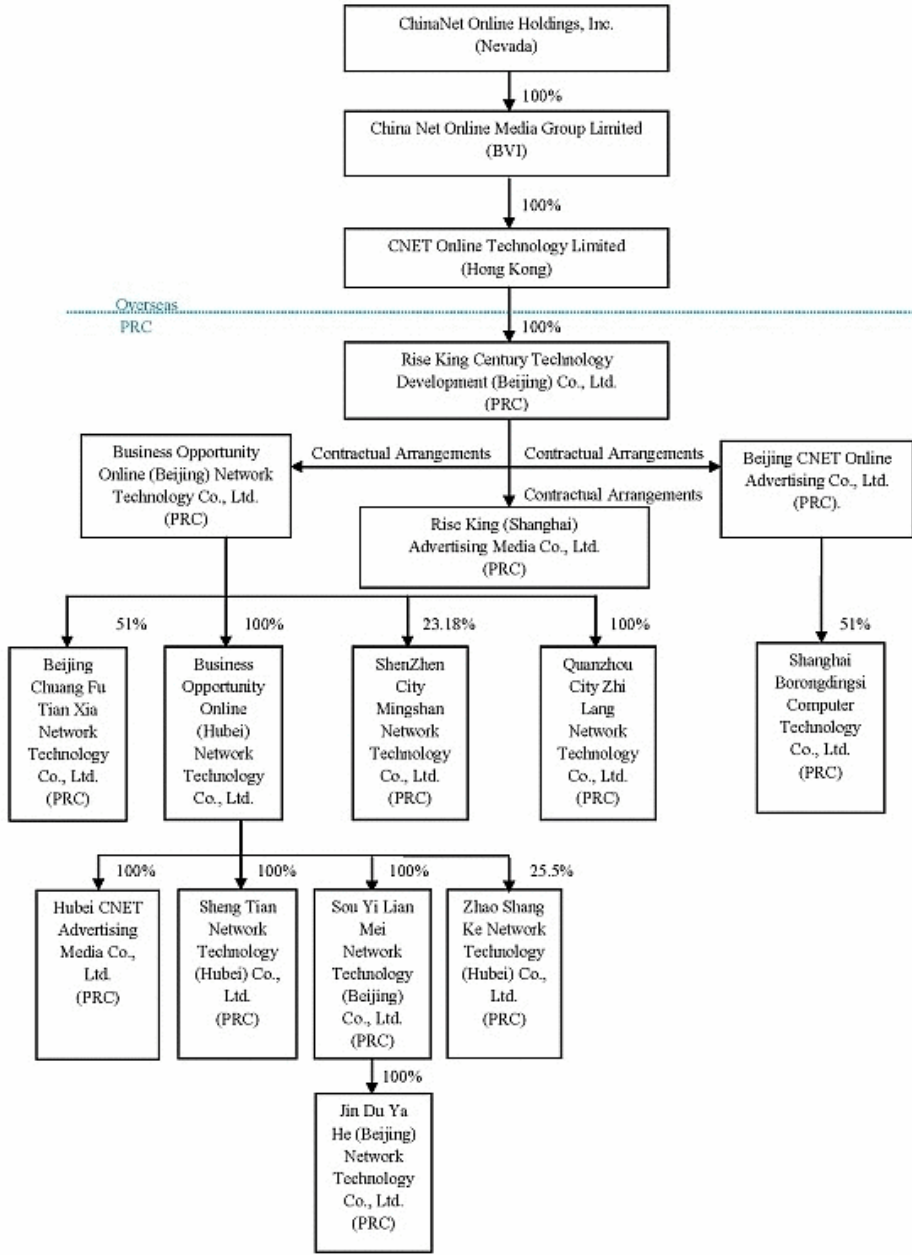 ChinaNet Online Holdings, Inc.
(Nevada)
100%
China Net Online Media Group Limited
(BVI)
100%
CNET Online Technology Limited
(Hong Kong)
Overseas
PRC
100%
Rise King Century Technology
Development (Beijing) Co., Ltd.
(PRC)
Business Opportunity
Online (Beijing) Network
Technology Co., Ltd.
(PRC)
Contractual Arrangements
Contractual Arrangements
Beijing CNET Online
Advertising Co., Ltd.
(PRC).
Contractual Arrangements
Rise King (Shanghai)
Advertising Media Co., Ltd.
(PRC)
51%
100%
23.18%
100%
51%
Beijing
Chuang Fu
Tian Xia
Network
Technology
Co., Ltd.
(PRC)
Business
Opportunity
Online
(Hubei)
Network
Technology
Co., Ltd.
ShenZhen
City
Mingshan
Network
Technology
Co., Ltd.
(PRC)
Quanzhou
City Zhi
Lang
Network
Technology
Co., Ltd.
(PRC)
Shanghai
Borongdingsi
Computer
Technology
Co., Ltd.
(PRC)
100%
100%
100%
25.5%
Hubei CNET
Advertising
Media Co.,
Ltd.
(PRC)
Sheng Tian
Network
Technology
(Hubei) Co.,
Ltd.
(PRC)
Sou Yi Lian
Mei
Network
Technology
(Beijing)
Co., Ltd.
(PRC)
Zhao Shang
Ke Network
Technology
(Hubei) Co.,
Ltd.
(PRC)
100%
Jin Du Ya
He (Beijing)
Network
Technology
Co., Ltd.
(PRC)